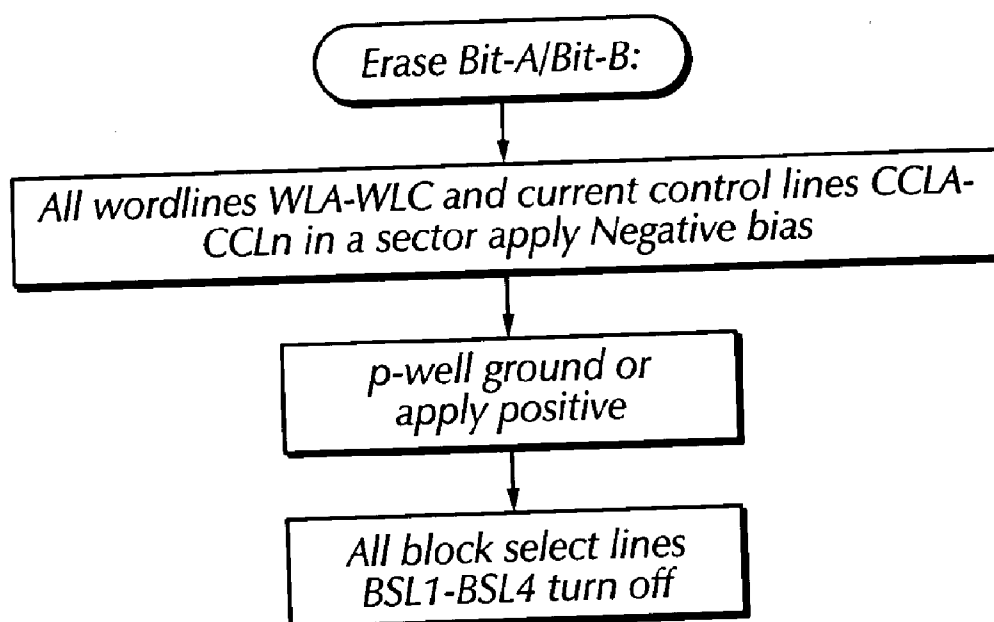 Erase Bit-A/Bit-B:
All wordlines WLA-WLC and current control lines CCLA-
CCLn in a sector apply Negative bias
p-well ground or
apply positive
All block select lines
BSL1-BSL4 turn off